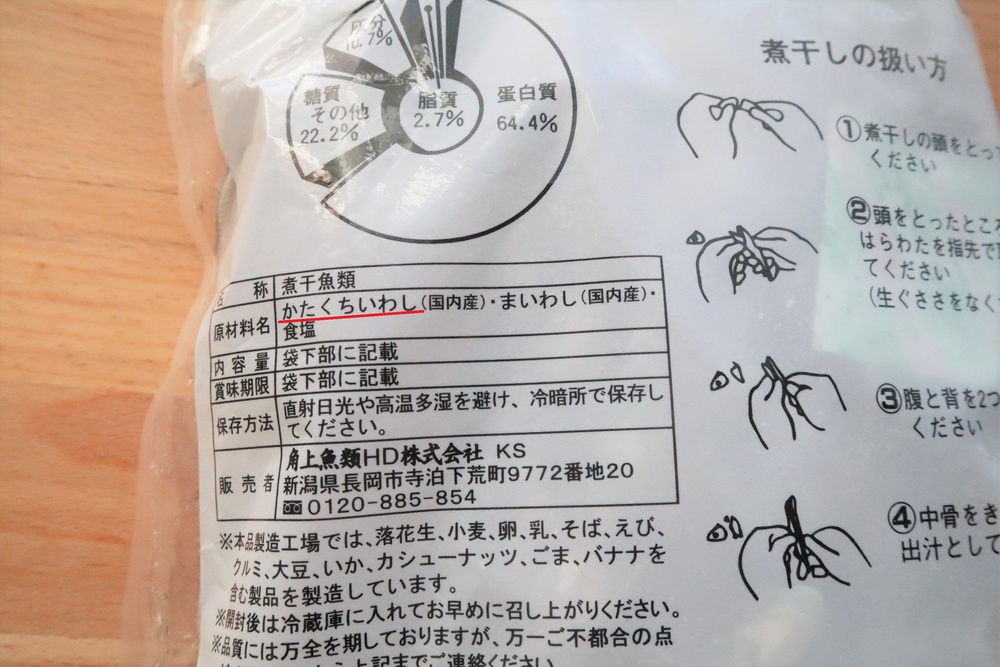 灰分
10.7%
糖質
その他
22.2%
脂質
2.7%
蛋白質
64.4%
煮干しの扱い方
①煮干しの頭をとっ
ください
②頭をとったところ
はらわたを指先で
てください
(生ぐささをなく
③腹と背を2つ
ください
④中骨を
出汁として
名 称 煮干魚類
原材料名 かたくちいわし(国内産)・まいわし(国内産)・
食塩
内容量 袋下部に記載
賞味期限 袋下部に記載
保存方法 直射日光や高温多湿を避け、冷暗所で保存し
てください。
販売者 角上魚類HD株式会社 KS
新潟県長岡市寺泊下荒町9772番地20
0120-885-854
※本品製造工場では、落花生、小麦、卵、乳、そば、えび、
クルミ、大豆、いか、カシューナッツ、ごま、バナナを
含む製品を製造しています。
※開封後は冷蔵庫に入れてお早めに召し上がりください。
※品質には万全を期しておりますが、万一ご不都合の点
上記までご連絡ください